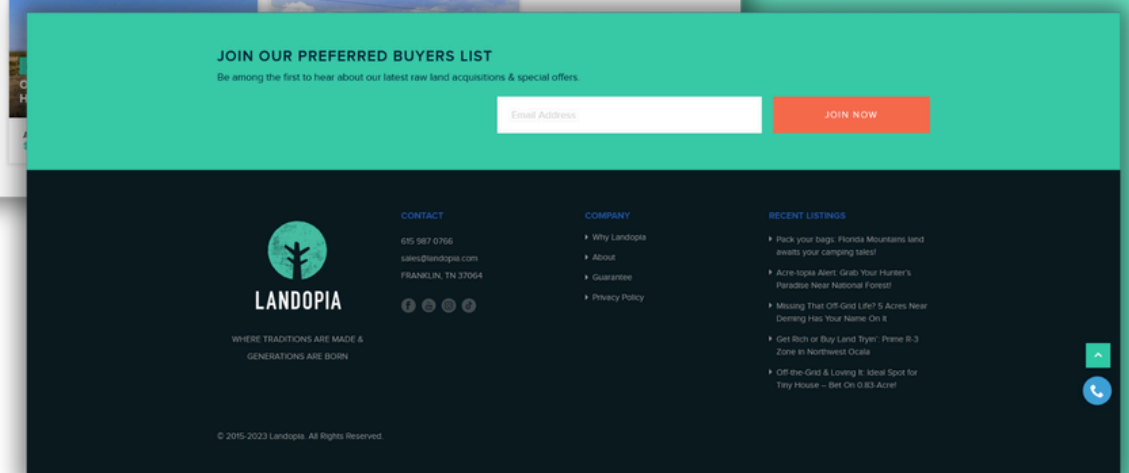 JOIN OUR PREFERRED BUYERS LIST
Be among the first to hear about our latest raw land acquisitions & special offers.
Email Address
JOIN NOW
LANDOPIA
WHERE TRADITIONS ARE MADE &
GENERATIONS ARE BORN
CONTACT
615 987 0766
sales@landopia.com
FRANKLIN, TN 37064
COMPANY
Why Landopia
About
Guarantee
Privacy Policy
RECENT LISTINGS
Pack your bags: Florida Mountains land
awaits your camping tales!
Acre-topia Alert: Grab Your Hunter's
Paradise Near National Forest!
Missing That Off-Grid Life? 5 Acres Near
Deming Has Your Name On It
Get Rich or Buy Land Tryin': Prime R-3
Zone in Northwest Ocala
Off-the-Grid & Loving It: Ideal Spot for
Tiny House – Bet On 0.83-Acre!
© 2015-2023 Landopia. All Rights Reserved.